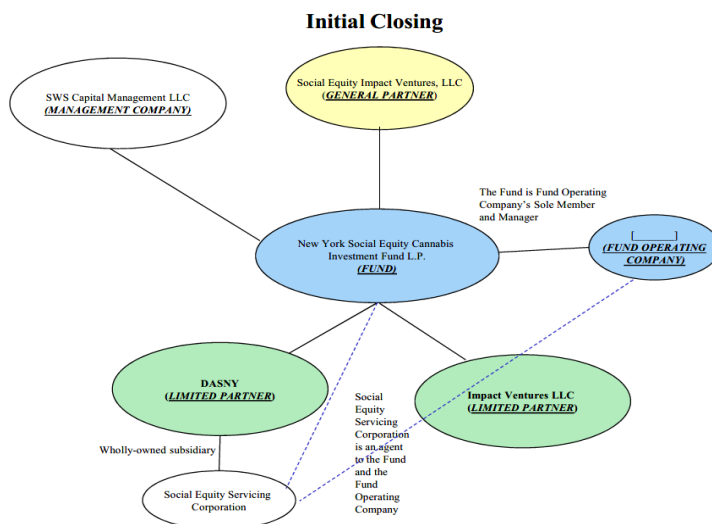 Initial Closing
SWS Capital Management LLC
(MANAGEMENT COMPANY)
Social Equity Impact Ventures, LLC
(GENERAL PARTNER)
The Fund is Fund Operating
Company's Sole Member
and Manager
New York Social Equity Cannabis
Investment Fund L.P.
(FUND)
[_______]
(FUND OPERATING
COMPANY)
DASNY
(LIMITED PARTNER)
Impact Ventures LLC
(LIMITED PARTNER)
Social
Equity
Servicing
Corporation
is an agent
to the Fund
and the
Fund
Operating
Company
Wholly-owned subsidiary
Social Equity Servicing
Corporation